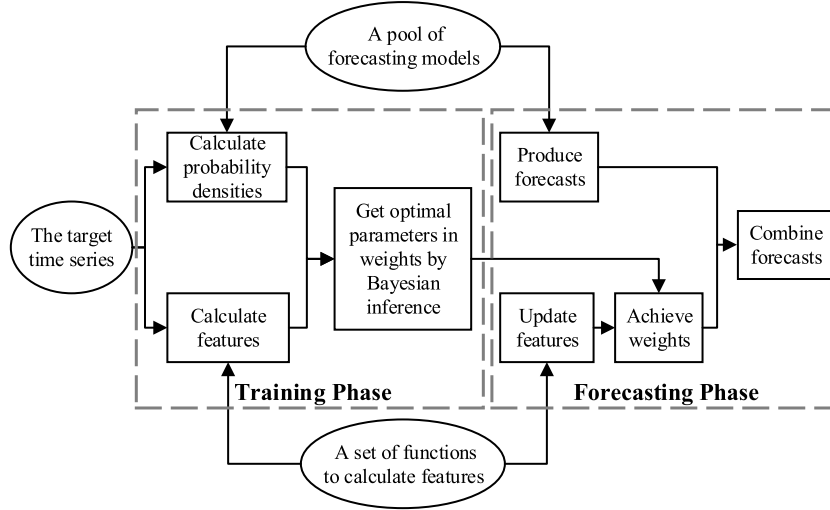 A pool of
forecasting models
Calculate
probability
densities
Produce
forecasts
Get optimal
parameters in
weights by
Bayesian
inference
The target
time series
Combine
forecasts
Calculate
features
Update
features
Achieve
weights
Training Phase
Forecasting Phase
A set of functions
to calculate features